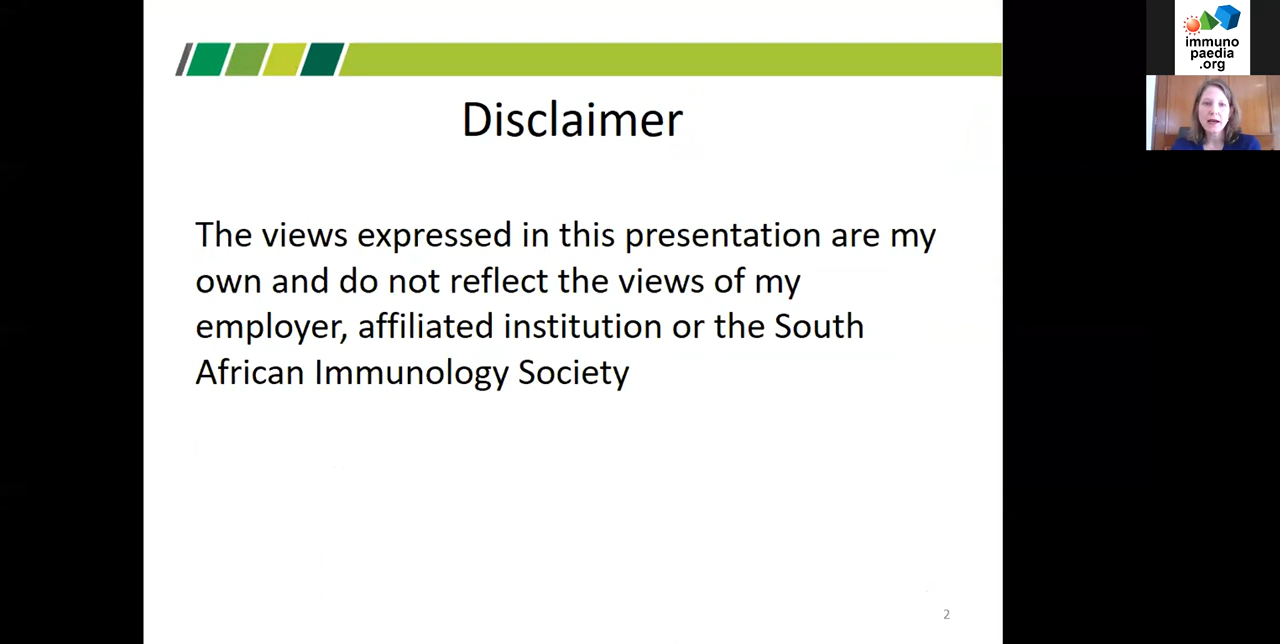 immuno
paedia
.org
Disclaimer
The views expressed in this presentation are my
own and do not reflect the views of my
employer, affiliated institution or the South
African Immunology Society
2